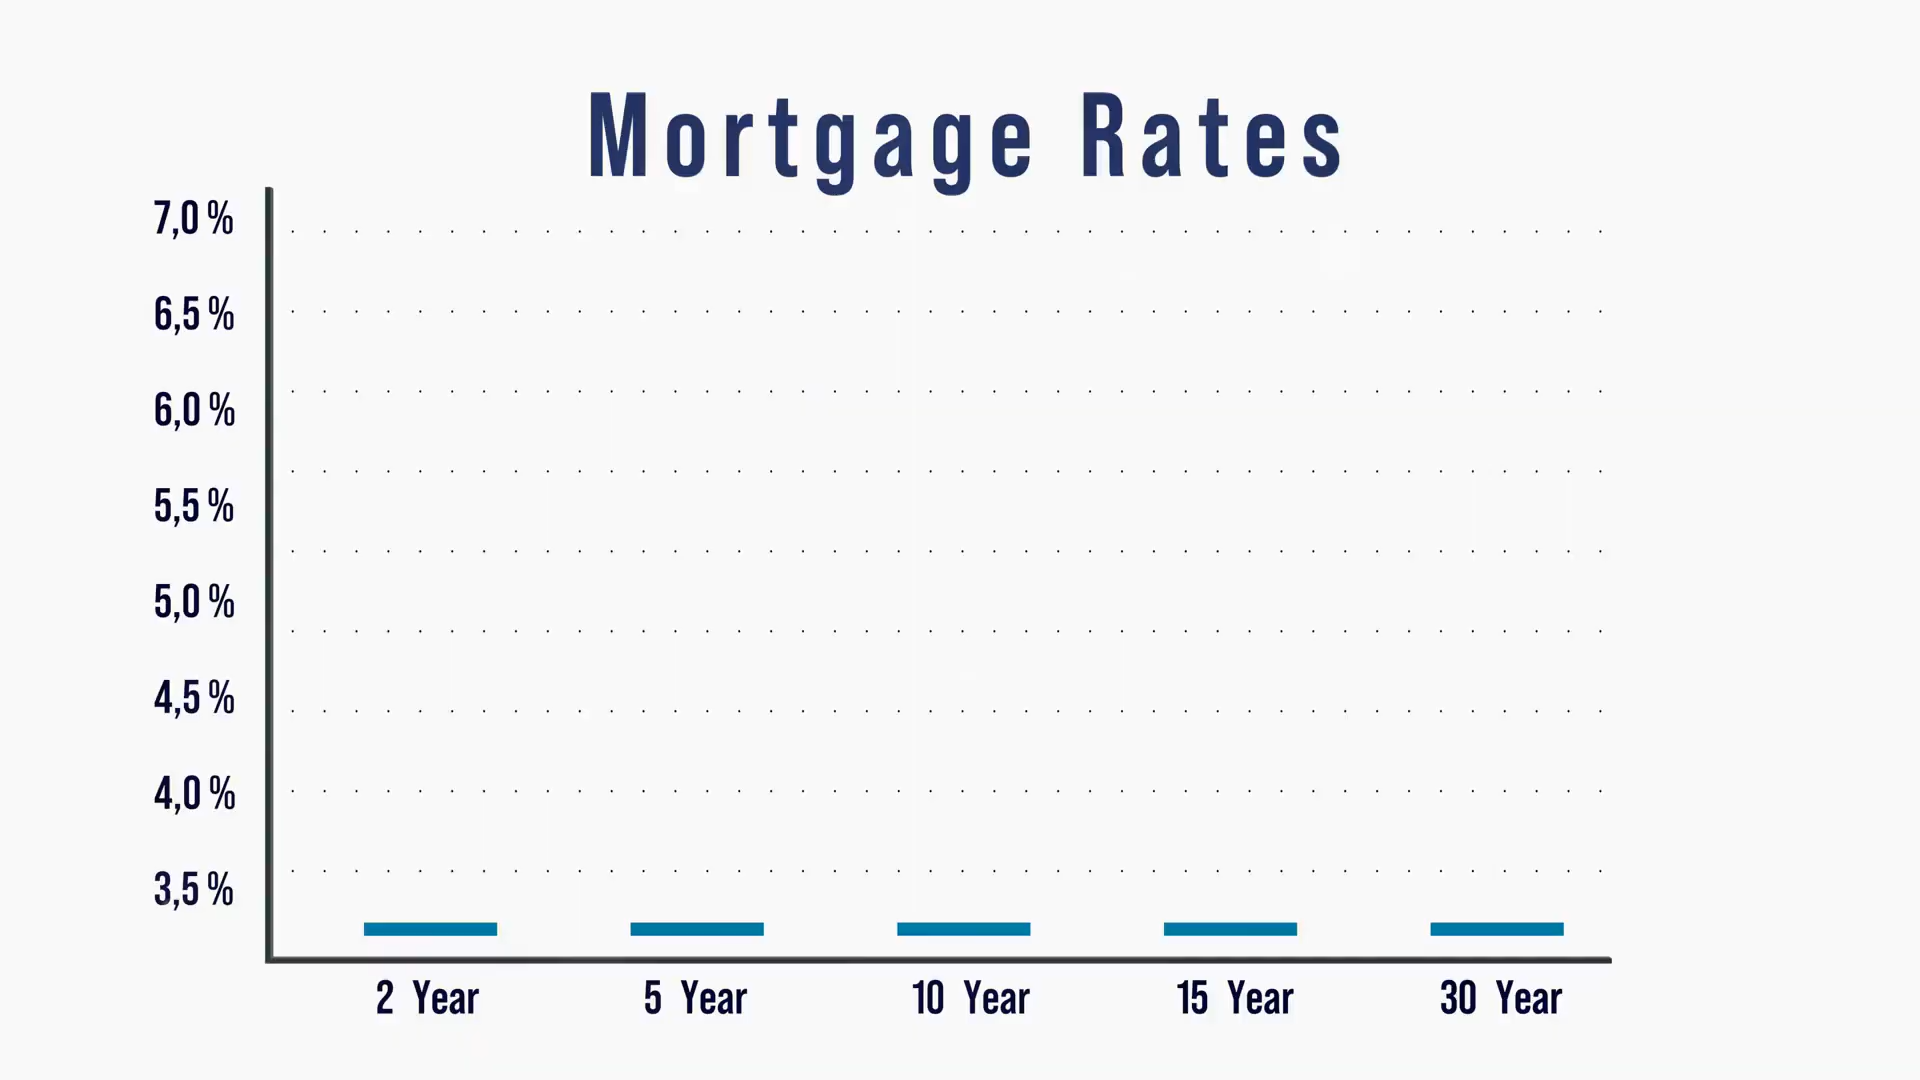 Mortgage Rates
7,0 %
6,5 %
6,0 %
5,5 %
5,0 %
4,5 %
4,0 %
3,5 %
2 Year
5 Year
10 Year
15 Year
30 Year